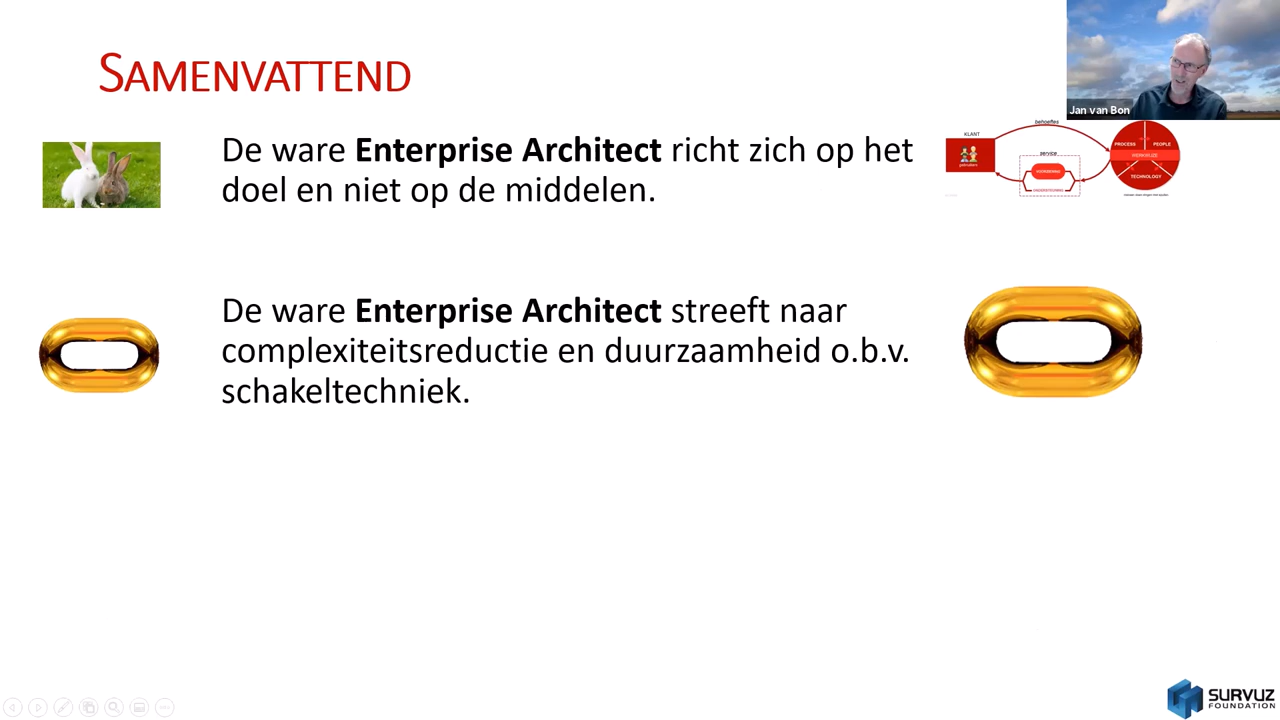 SAMENVATTEND
Jan van Bon
De ware Enterprise Architect richt zich op het
doel en niet op de middelen.
behoeftes
KLANT
gebruikers
service
PROCESS
PEOPLE
TECHNOLOGY
De ware Enterprise Architect streeft naar
complexiteitsreductie en duurzaamheid o.b.v.
schakeltechniek.
SURVUZ
FOUNDATION